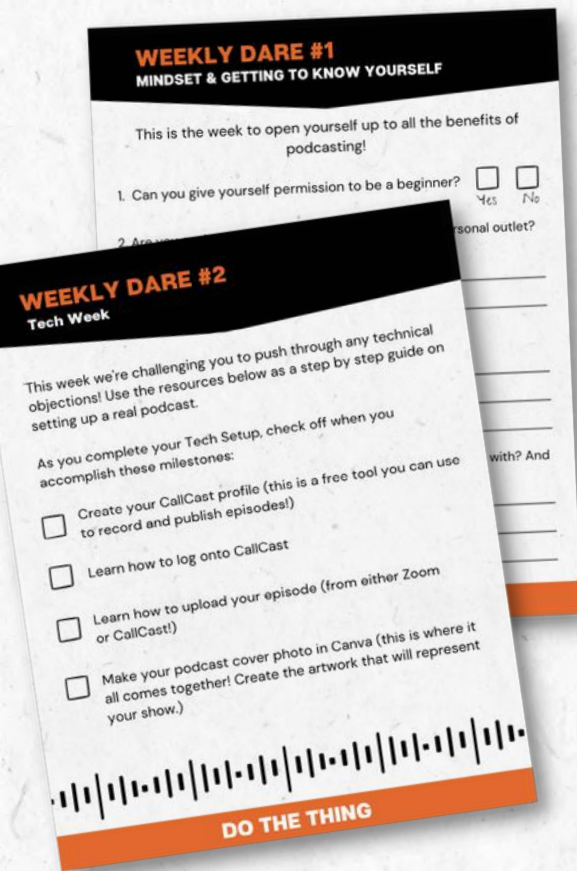 WEEKLY DARE #1
MINDSET & GETTING TO KNOW YOURSELF
This is the week to open yourself up to all the benefits of
podcasting!
1. Can you give yourself permission to be a beginner?
Yes No
2. Are
rsonal outlet?
with? And
WEEKLY DARE #2
Tech Week
This week we're challenging you to push through any technical
objections! Use the resources below as a step by step guide on
setting up a real podcast.
As you complete your Tech Setup, check off when you
accomplish these milestones:
Create your CallCast profile (this is a free tool you can use
to record and publish episodes!)
Learn how to log onto CallCast
Learn how to upload your episode (from either Zoom
or CallCast!)
Make your podcast cover photo in Canva (this is where it
all comes together! Create the artwork that will represent
your show.)
DO THE THING